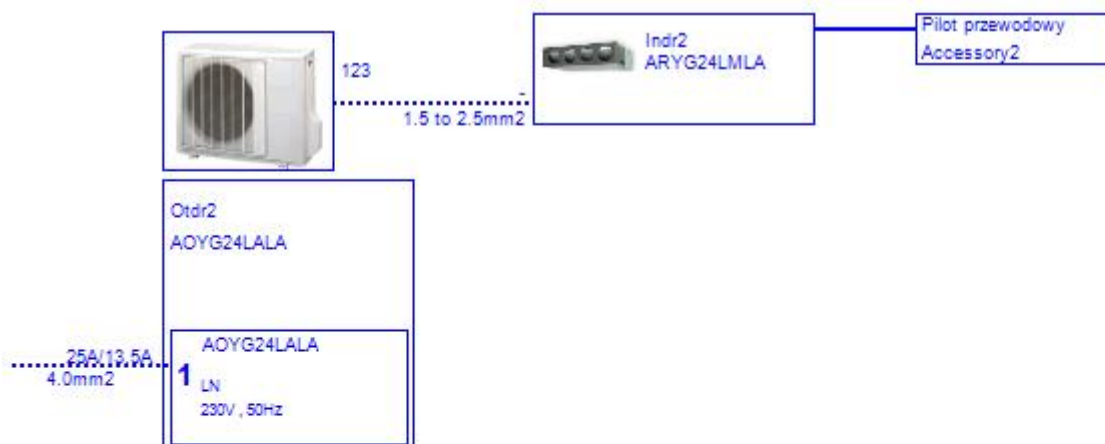 Pilot przewodowy
Accessory2
Indr2
ARYG24LMLA
123
-
1.5 to 2.5mm2
Otdr2
AOYG24LALA
25A/13.5A
4.0mm2
AOYG24LALA
1
LN
230V , 50Hz